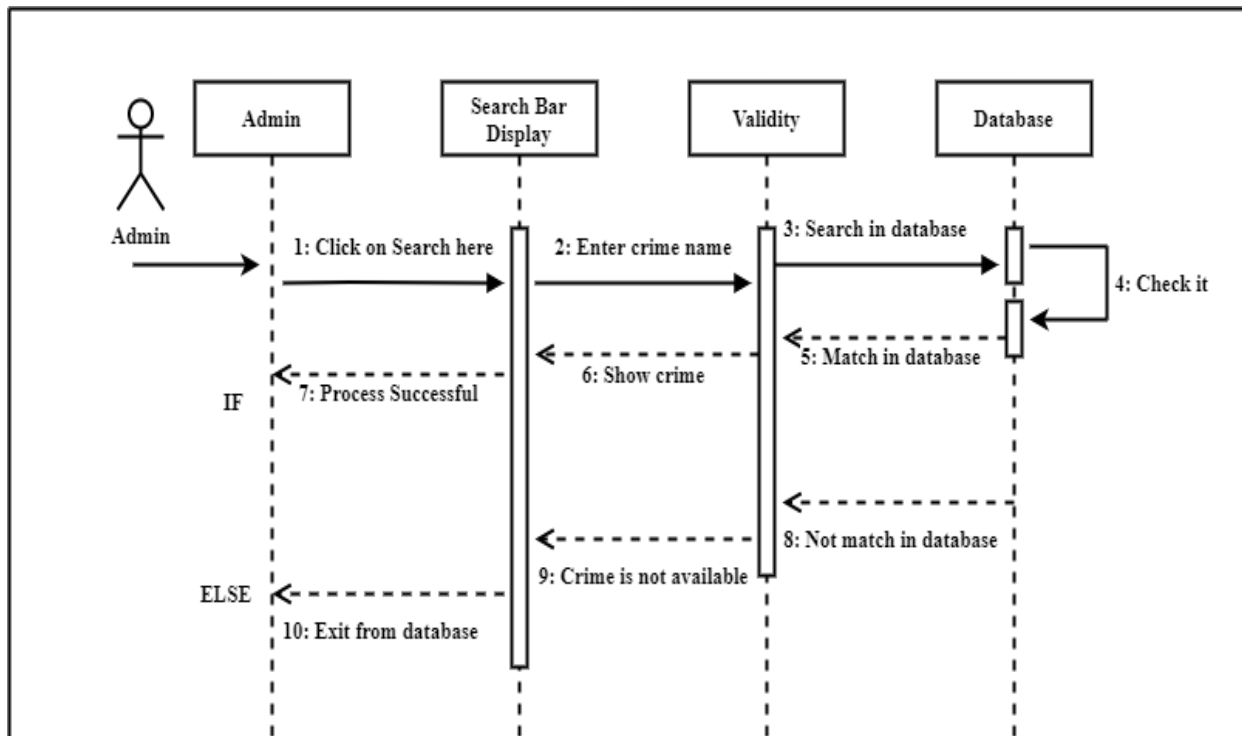 Admin
Search Bar
Display
Validity
Database
Admin
1: Click on Search here
2: Enter crime name
3: Search in database
4: Check it
5: Match in database
6: Show crime
7: Process Successful
IF
8: Not match in database
9: Crime is not available
ELSE
10: Exit from database